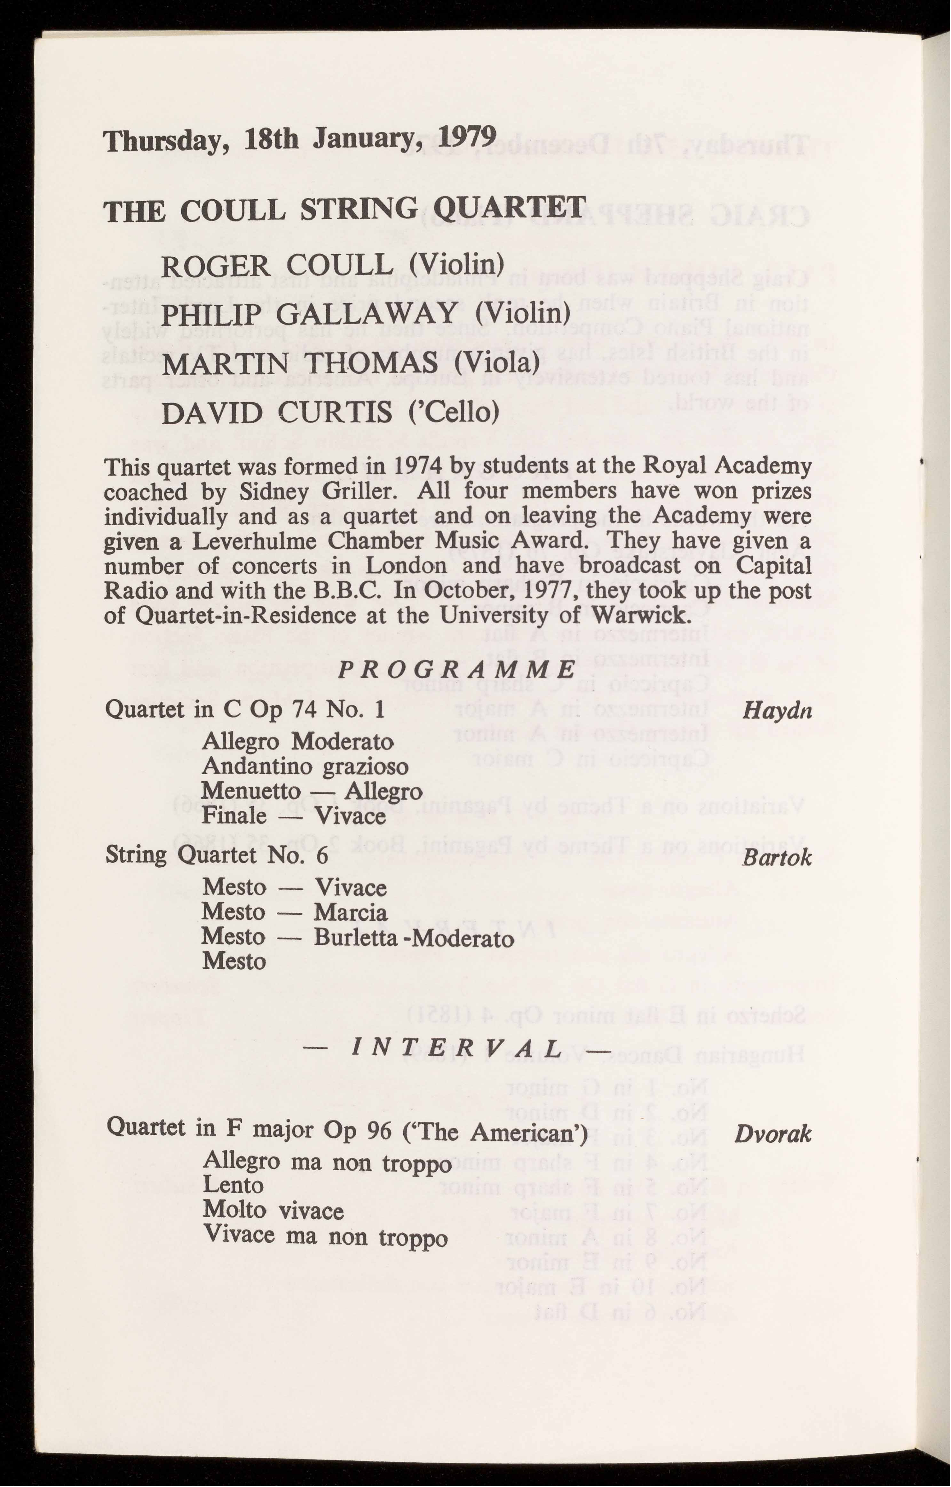 Thursday, 18th January, 1979
THE COULL STRING QUARTET
ROGER COULL (Violin)
PHILIP GALLAWAY (Violin)
MARTIN THOMAS (Viola)
DAVID CURTIS (’Cello)
This quartet was formed in 1974 by students at the Royal Academy
coached by Sidney Griller. All four members have won prizes
individually and as a quartet and on leaving the Academy were
given a Leverhulme Chamber Music Award. They have given a
number of concerts in London and have broadcast on Capital
Radio and with the B.B.C. In October, 1977, they took up the post
of Quartet-in-Residence at the University of Warwick.
PROGRAMME
Quartet in C Op 74 No. 1 Haydn
Allegro Moderato
Andantino grazioso
Menuetto — Allegro
Finale — Vivace
String Quartet No. 6 Bartok
Mesto — Vivace
Mesto — Marcia
Mesto — Burletta -Moderato
Mesto
— INTERVAL —
Quartet in F major Op 96 (‘The American’) Dvorak
Allegro ma non troppo
Lento
Molto vivace
Vivace ma non troppo